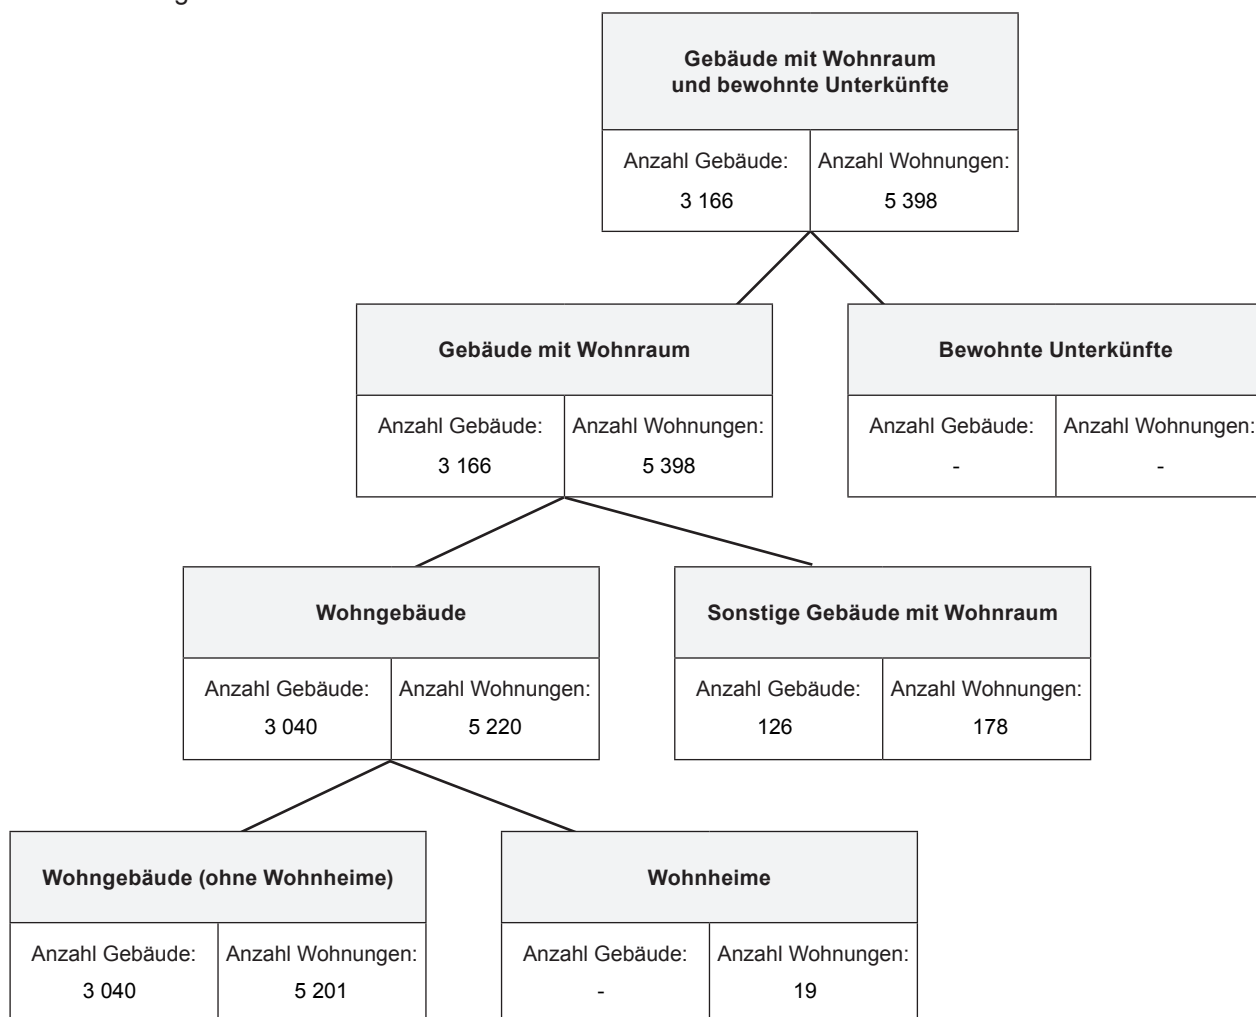 Gebäude mit Wohnraum
und bewohnte Unterkünfte
Anzahl Gebäude: Anzahl Wohnungen:
3 166 5 398
Gebäude mit Wohnraum Bewohnte Unterkünfte
Anzahl Gebäude: Anzahl Wohnungen: Anzahl Gebäude: Anzahl Wohnungen:
3 166 5 398 - -
Wohngebäude Sonstige Gebäude mit Wohnraum
Anzahl Gebäude: Anzahl Wohnungen: Anzahl Gebäude: Anzahl Wohnungen:
3 040 5 220 126 178
Wohngebäude (ohne Wohnheime) Wohnheime
Anzahl Gebäude: Anzahl Wohnungen: Anzahl Gebäude: Anzahl Wohnungen:
3 040 5 201 - 19